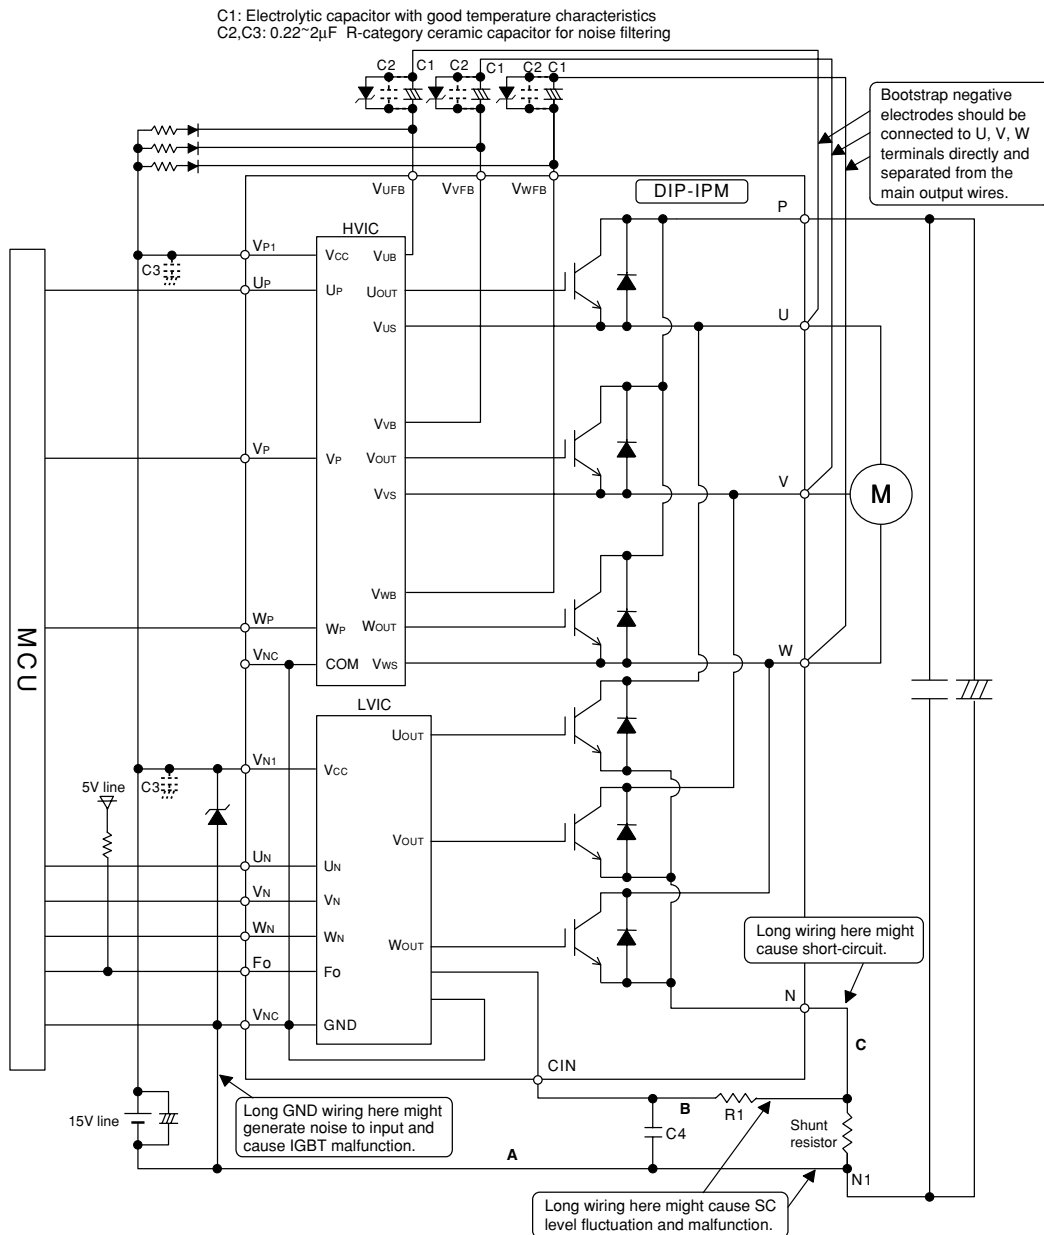 C1: Electrolytic capacitor with good temperature characteristics
C2,C3: 0.22~2μF R-category ceramic capacitor for noise filtering
C2 C1 C2 C1 C2 C1
Bootstrap negative
electrodes should be
connected to U, V, W
terminals directly and
separated from the
main output wires.
VUFB VVFB VWFB
DIP-IPM
P
HVIC
VP1 VCC VUB
C3
UP UP UOUT
VUS U
VVB
VP VP VOUT
VVS V
M
VWB
WP WP WOUT
VNC COM VWS W
MCU
LVIC
UOUT
VN1 VCC
C3
5V line
VOUT
UN UN
VN VN
WN WN WOUT
Long wiring here might
cause short-circuit.
Fo Fo
N
VNC GND
C
CIN
15V line
Long GND wiring here might
generate noise to input and
cause IGBT malfunction.
B R1
C4
Shunt
resistor
A
N1
Long wiring here might cause SC
level fluctuation and malfunction.